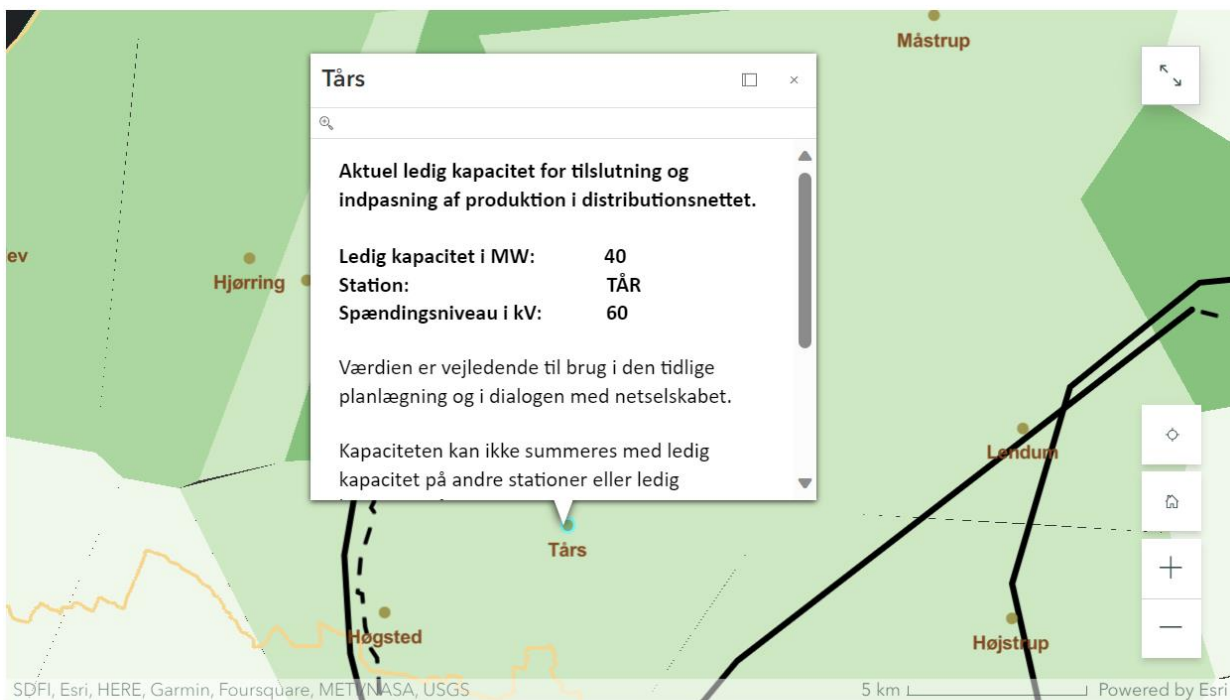 Måstrup
Tårs
Aktuel ledig kapacitet for tilslutning og
indpasning af produktion i distributionsnettet.
Ledig kapacitet i MW: 40
Station: TÅR
Spændingsniveau i kV: 60
Værdien er vejledende til brug i den tidlige
planlægning og i dialogen med netselskabet.
Kapaciteten kan ikke summeres med ledig
kapacitet på andre stationer eller ledig
ev
Hjørring
Lendum
Tårs
Høgsted
Højstrup
SDFI, Esri, HERE, Garmin, Foursquare, METI/NASA, USGS
5 km
Powered by Esri